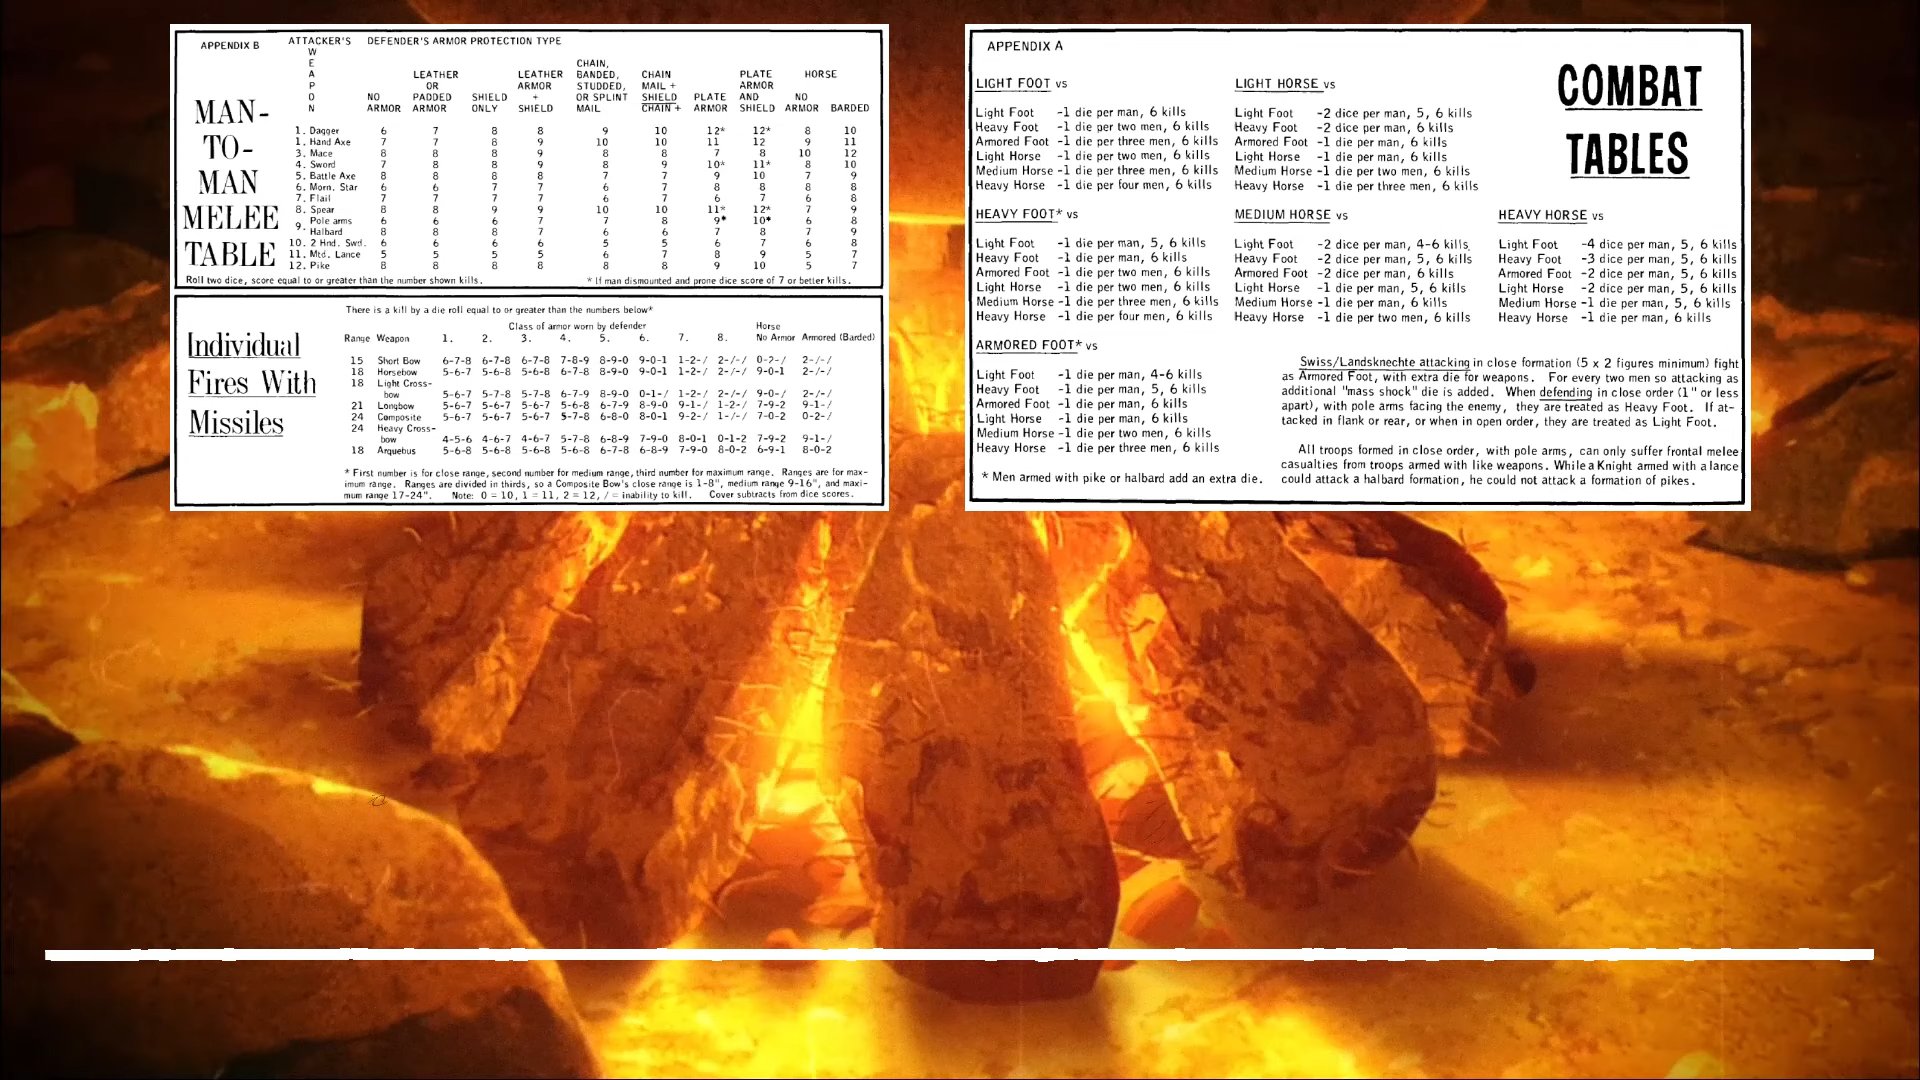 APPENDIX B
ATTACKER'S DEFENDER'S ARMOR PROTECTION TYPE
WEAPON
NO ARMOR
LEATHER OR PADDED ARMOR
SHIELD ONLY
LEATHER ARMOR + SHIELD
CHAIN, BANDED, STUDDED, OR SPLINT MAIL
CHAIN MAIL + SHIELD CHAIN +
PLATE ARMOR
PLATE ARMOR AND SHIELD
HORSE
NO ARMOR BARDED
MAN-
TO-
MAN
MELEE
TABLE
1. Dagger 6 7 8 8 9 10 12* 12* 8 10
1. Hand Axe 7 7 8 9 10 10 11 12 9 11
3. Mace 8 8 8 9 8 8 7 8 10 12
4. Sword 7 8 8 9 8 9 10* 11* 8 10
5. Battle Axe 8 8 8 8 7 7 9 10 7 9
6. Morn. Star 6 6 7 7 6 7 8 8 8 8
7. Flail 7 7 7 7 6 7 6 7 6 8
8. Spear 8 8 9 9 10 10 11* 12* 7 9
9. Pole arms 6 6 6 6 7 8 9* 10* 6 8
Halbard 8 8 8 7 6 6 7 8 7 9
10. 2 Hnd. Swd. 6 6 6 6 5 5 6 7 6 8
11. Mtd. Lance 5 5 5 5 6 7 8 9 5 7
12. Pike 8 8 8 8 8 8 9 10 5 7
Roll two dice, score equal to or greater than the number shown kills. * If man dismounted and prone dice score of 7 or better kills.
There is a kill by a die roll equal to or greater than the numbers below*
Individual
Fires With
Missiles
Class of armor worn by defender Horse
Range Weapon 1. 2. 3. 4. 5. 6. 7. 8. No Armor Armored (Barded)
15 Short Bow 6-7-8 6-7-8 6-7-8 7-8-9 8-9-0 9-0-1 1-2-/ 2-/-/ 0-2-/ 2-/-/
18 Horsebow 5-6-7 5-6-8 5-6-8 6-7-8 8-9-0 9-0-1 1-2-/ 2-/-/ 9-0-1 2-/-/
18 Light Cross-
bow 5-6-7 5-7-8 5-7-8 6-7-9 8-9-0 0-1-/ 1-2-/ 2-/-/ 9-0-/ 2-/-/
21 Longbow 5-6-7 5-6-7 5-6-7 5-6-8 6-7-9 8-9-0 9-1-/ 1-2-/ 7-9-2 9-1-/
24 Composite 5-6-7 5-6-7 5-6-7 5-7-8 6-8-0 8-0-1 9-2-/ 1-/-/ 7-0-2 0-2-/
24 Heavy Cross-
bow 4-5-6 4-6-7 4-6-7 5-7-8 6-8-9 7-9-0 8-0-1 0-1-2 7-9-2 9-1-/
18 Arquebus 5-6-8 5-6-8 5-6-8 5-6-8 6-7-8 6-8-9 7-9-0 8-0-2 6-9-1 8-0-2
* First number is for close range, second number for medium range, third number for maximum range. Ranges are for max-
imum range. Ranges are divided in thirds, so a Composite Bow's close range is 1-8", medium range 9-16", and maxi-
mum range 17-24". Note: 0 = 10, 1 = 11, 2 = 12, / = inability to kill. Cover subtracts from dice scores.
APPENDIX A
COMBAT
TABLES
LIGHT FOOT vs
Light Foot -1 die per man, 6 kills
Heavy Foot -1 die per two men, 6 kills
Armored Foot -1 die per three men, 6 kills
Light Horse -1 die per two men, 6 kills
Medium Horse -1 die per three men, 6 kills
Heavy Horse -1 die per four men, 6 kills
LIGHT HORSE vs
Light Foot -2 dice per man, 5, 6 kills
Heavy Foot -2 dice per man, 6 kills
Armored Foot -1 die per man, 6 kills
Light Horse -1 die per man, 6 kills
Medium Horse -1 die per two men, 6 kills
Heavy Horse -1 die per three men, 6 kills
HEAVY FOOT* vs
Light Foot -1 die per man, 5, 6 kills
Heavy Foot -1 die per man, 6 kills
Armored Foot -1 die per two men, 6 kills
Light Horse -1 die per two men, 6 kills
Medium Horse -1 die per three men, 6 kills
Heavy Horse -1 die per four men, 6 kills
MEDIUM HORSE vs
Light Foot -2 dice per man, 4-6 kills
Heavy Foot -2 dice per man, 5, 6 kills
Armored Foot -2 dice per man, 6 kills
Light Horse -1 die per man, 5, 6 kills
Medium Horse -1 die per man, 6 kills
Heavy Horse -1 die per two men, 6 kills
HEAVY HORSE vs
Light Foot -4 dice per man, 5, 6 kills
Heavy Foot -3 dice per man, 5, 6 kills
Armored Foot -2 dice per man, 5, 6 kills
Light Horse -2 dice per man, 5, 6 kills
Medium Horse -1 die per man, 5, 6 kills
Heavy Horse -1 die per man, 6 kills
ARMORED FOOT* vs
Light Foot -1 die per man, 4-6 kills
Heavy Foot -1 die per man, 5, 6 kills
Armored Foot -1 die per man, 6 kills
Light Horse -1 die per man, 6 kills
Medium Horse -1 die per two men, 6 kills
Heavy Horse -1 die per three men, 6 kills
* Men armed with pike or halbard add an extra die.
Swiss/Landsknechte attacking in close formation (5 x 2 figures minimum) fight
as Armored Foot, with extra die for weapons. For every two men so attacking as
additional "mass shock" die is added. When defending in close order (1" or less
apart), with pole arms facing the enemy, they are treated as Heavy Foot. If at-
tacked in flank or rear, or when in open order, they are treated as Light Foot.
All troops formed in close order, with pole arms, can only suffer frontal melee
casualties from troops armed with like weapons. While a Knight armed with a lance
could attack a halbard formation, he could not attack a formation of pikes.